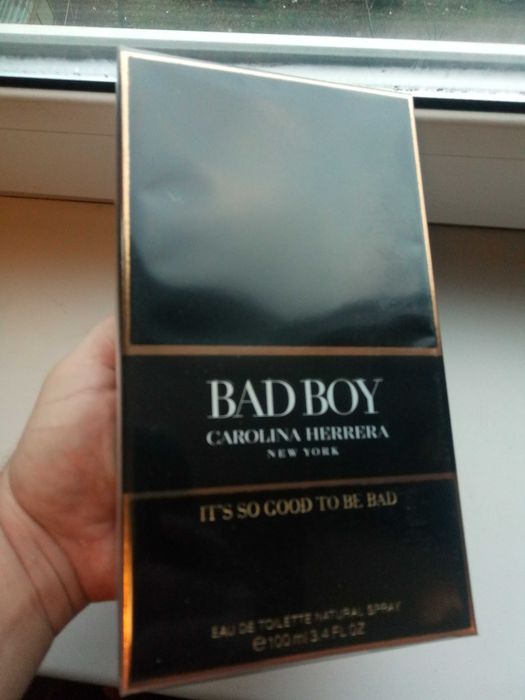 BAD BOY
CAROLINA HERRERA
NEW YORK
IT'S SO GOOD TO BE BAD
EAU DE TOILETTE NATURAL SPRAY
℮100 ml 3,4 FL OZ